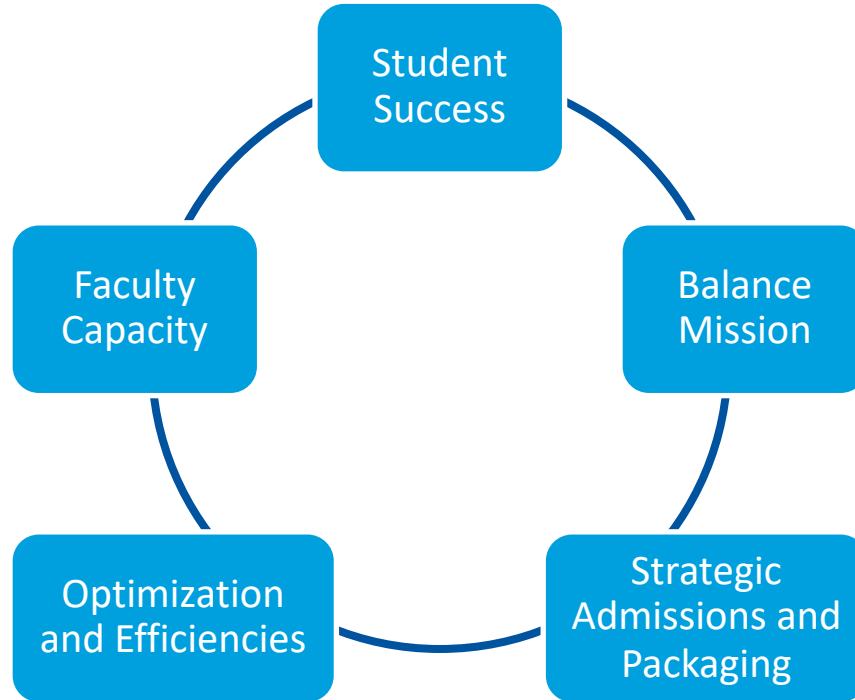 Student
Success
Balance
Mission
Strategic
Admissions and
Packaging
Optimization
and Efficiencies
Faculty
Capacity